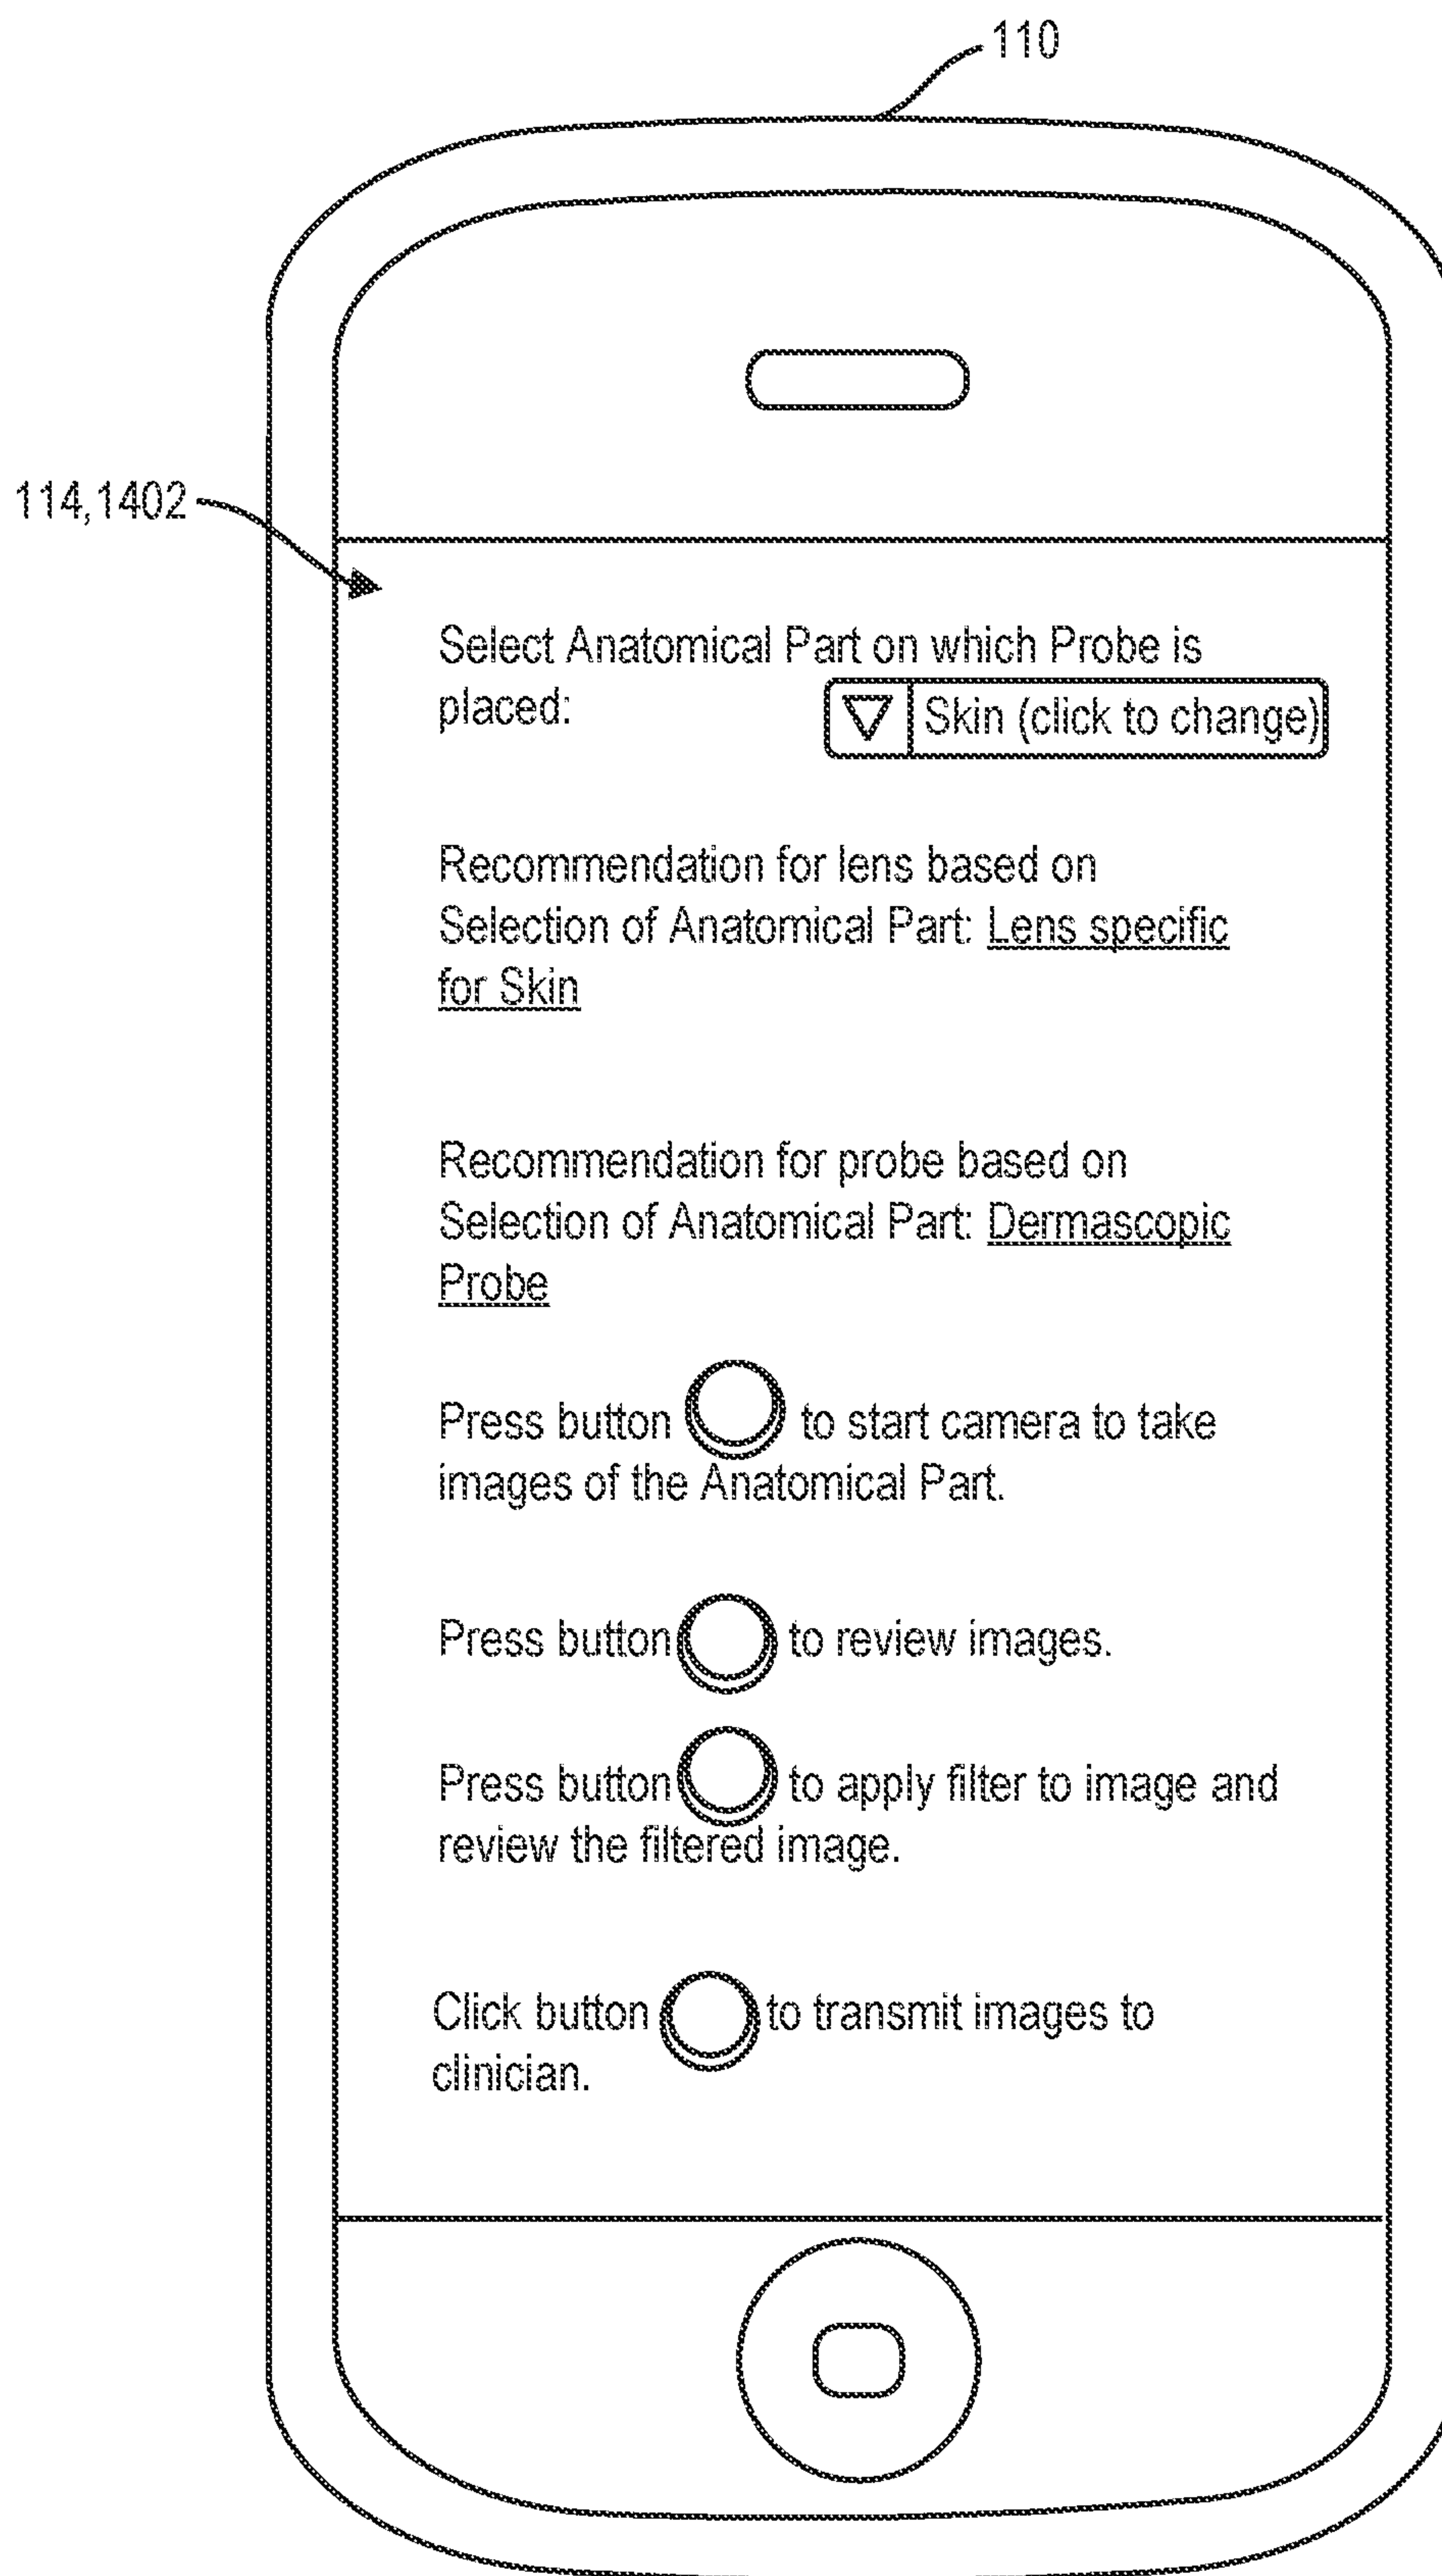 110
114,1402
Select Anatomical Part on which Probe is
placed:
Skin (click to change)
Recommendation for lens based on
Selection of Anatomical Part: Lens specific
for Skin
Recommendation for probe based on
Selection of Anatomical Part: Dermascopic
Probe
Press button to start camera to take
images of the Anatomical Part.
Press button to review images.
Press button to apply filter to image and
review the filtered image.
Click button to transmit images to
clinician.